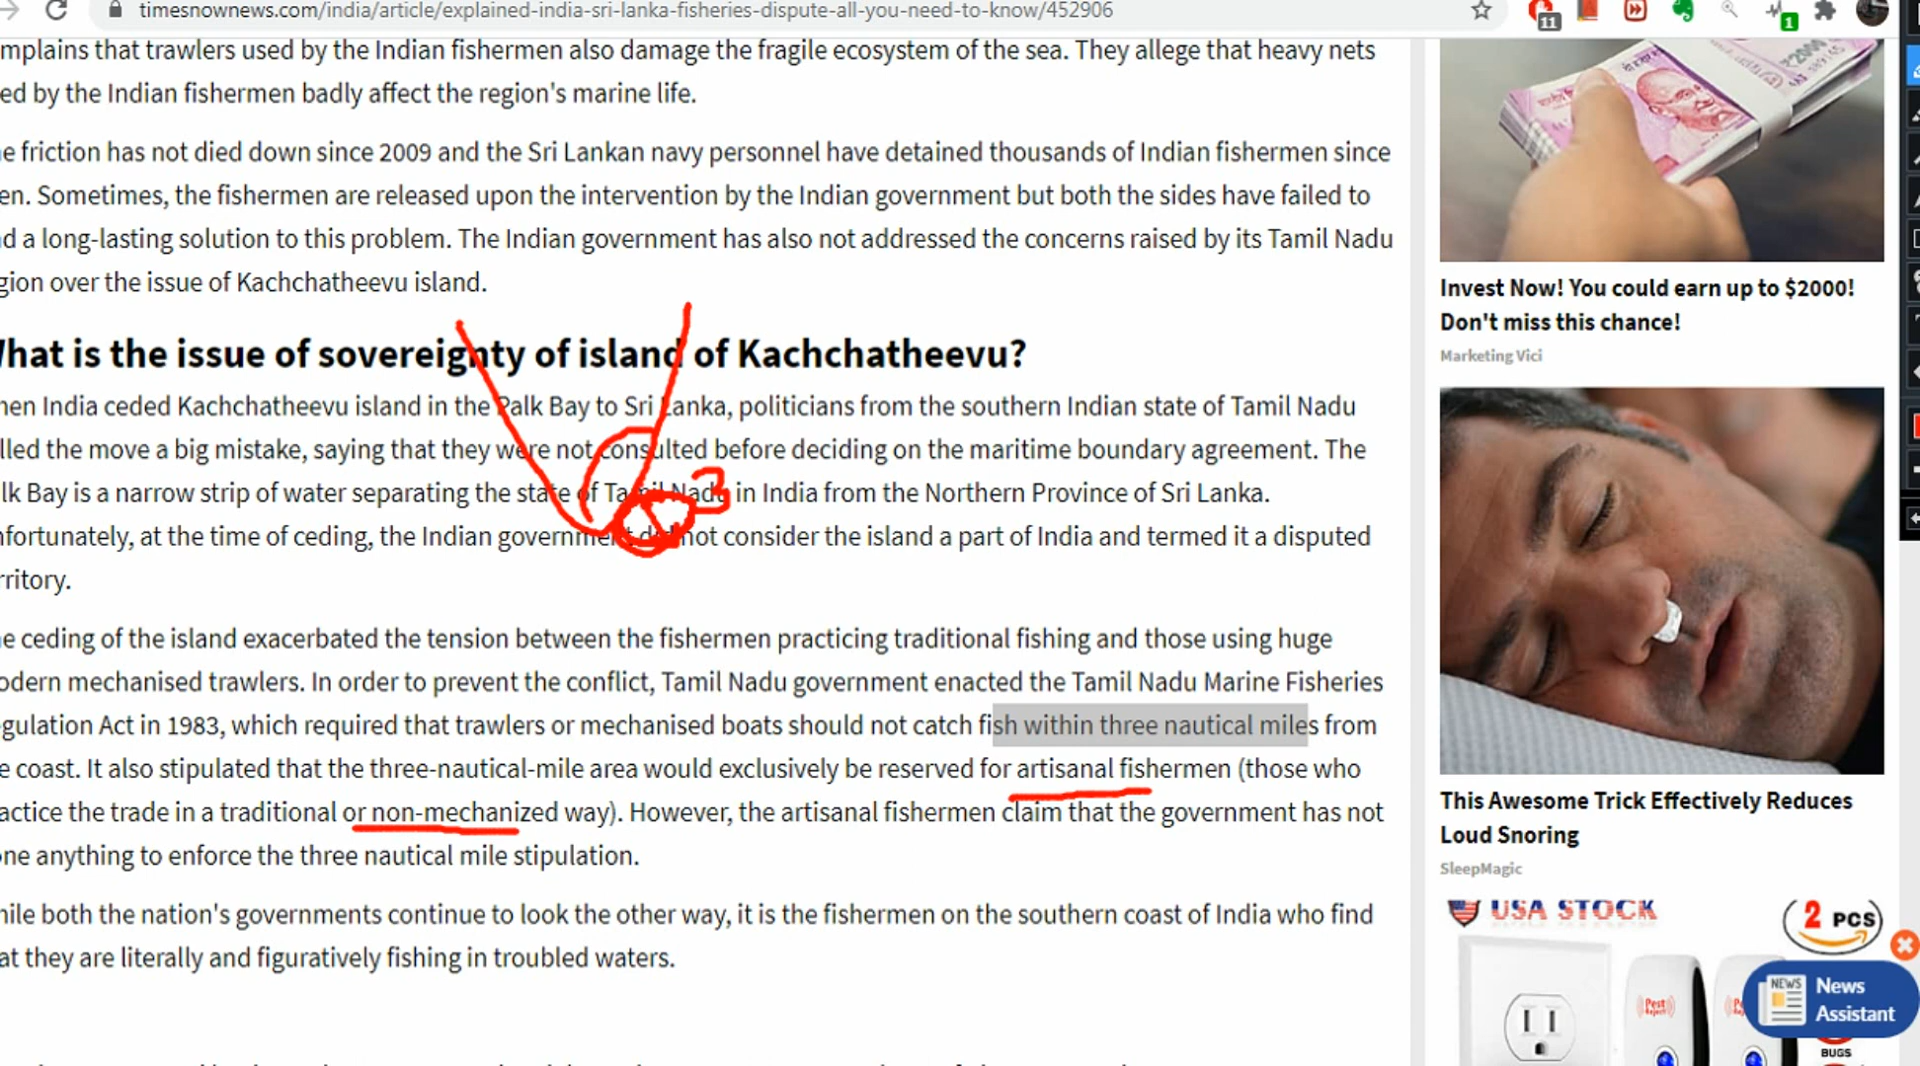 timesnownews.com/india/article/explained-india-sri-lanka-fisheries-dispute-all-you-need-to-know/452906
11
1
mplains that trawlers used by the Indian fishermen also damage the fragile ecosystem of the sea. They allege that heavy nets
ed by the Indian fishermen badly affect the region's marine life.
e friction has not died down since 2009 and the Sri Lankan navy personnel have detained thousands of Indian fishermen since
en. Sometimes, the fishermen are released upon the intervention by the Indian government but both the sides have failed to
d a long-lasting solution to this problem. The Indian government has also not addressed the concerns raised by its Tamil Nadu
gion over the issue of Kachchatheevu island.
hat is the issue of sovereignty of island of Kachchatheevu?
en India ceded Kachchatheevu island in the Palk Bay to Sri Lanka, politicians from the southern Indian state of Tamil Nadu
lled the move a big mistake, saying that they were not consulted before deciding on the maritime boundary agreement. The
lk Bay is a narrow strip of water separating the state of Tamil Nadu in India from the Northern Province of Sri Lanka.
3
nfortunately, at the time of ceding, the Indian government did not consider the island a part of India and termed it a disputed
rritory.
e ceding of the island exacerbated the tension between the fishermen practicing traditional fishing and those using huge
odern mechanised trawlers. In order to prevent the conflict, Tamil Nadu government enacted the Tamil Nadu Marine Fisheries
gulation Act in 1983, which required that trawlers or mechanised boats should not catch fish within three nautical miles from
e coast. It also stipulated that the three-nautical-mile area would exclusively be reserved for artisanal fishermen (those who
actice the trade in a traditional or non-mechanized way). However, the artisanal fishermen claim that the government has not
ne anything to enforce the three nautical mile stipulation.
hile both the nation's governments continue to look the other way, it is the fishermen on the southern coast of India who find
at they are literally and figuratively fishing in troubled waters.
₹2000
Invest Now! You could earn up to $2000!
Don't miss this chance!
Marketing Vici
This Awesome Trick Effectively Reduces
Loud Snoring
SleepMagic
USA STOCK
2 PCS
Pest
Reject
BUGS
NEWS
News
Assistant